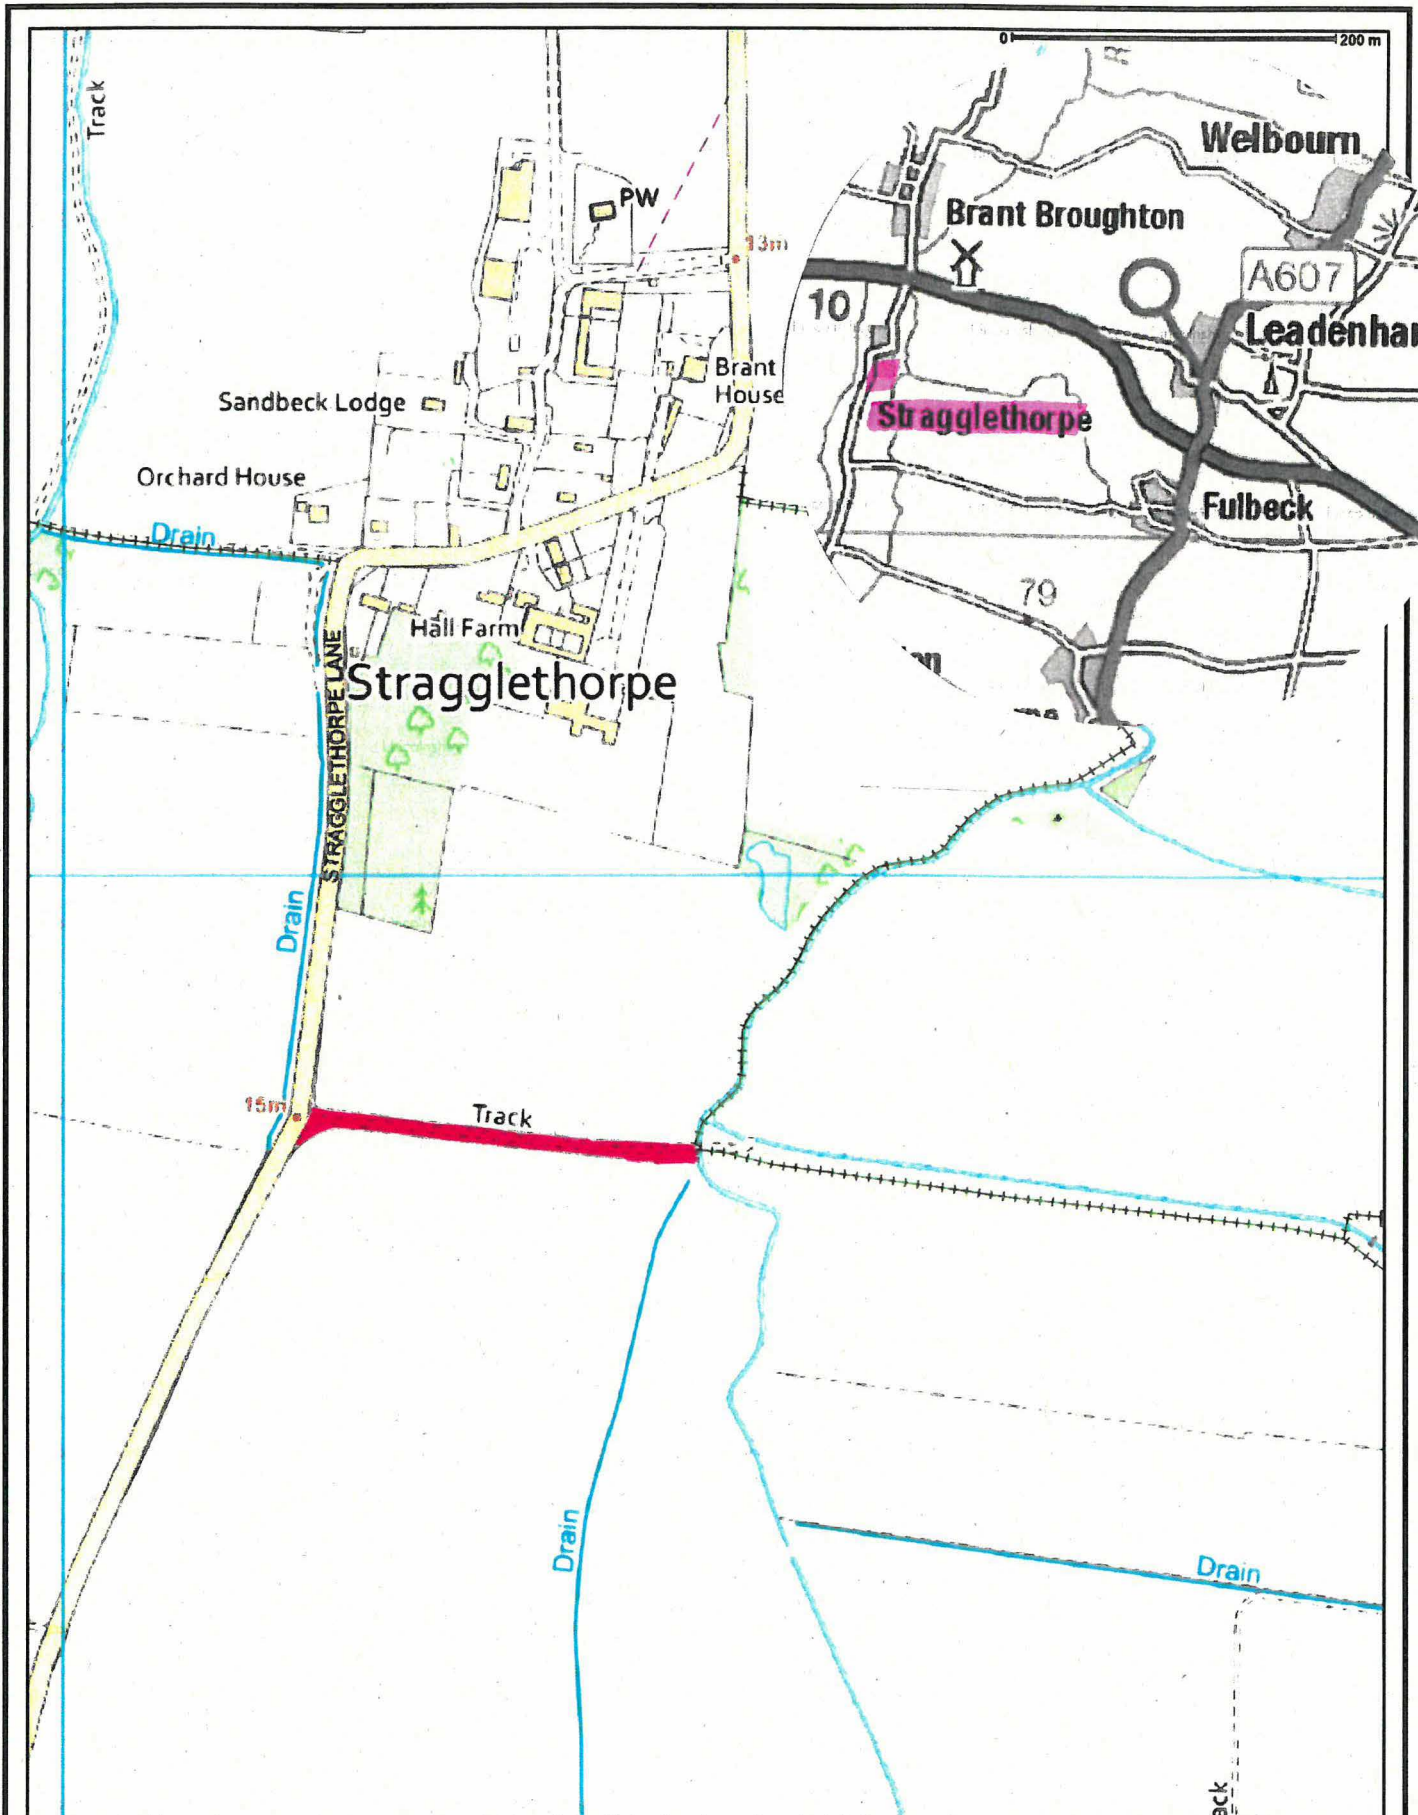 0
200 m
Track
Welbourn
PW
Brant Broughton
13m
A607
10
Leadenha
Brant
House
Sandbeck Lodge
Stragglethorpe
Orchard House
Fulbeck
Drain
79
Hall Farm
Stragglethorpe
STRAGGLETHORPE LANE
Drain
15m
Track
Drain
Drain
ack